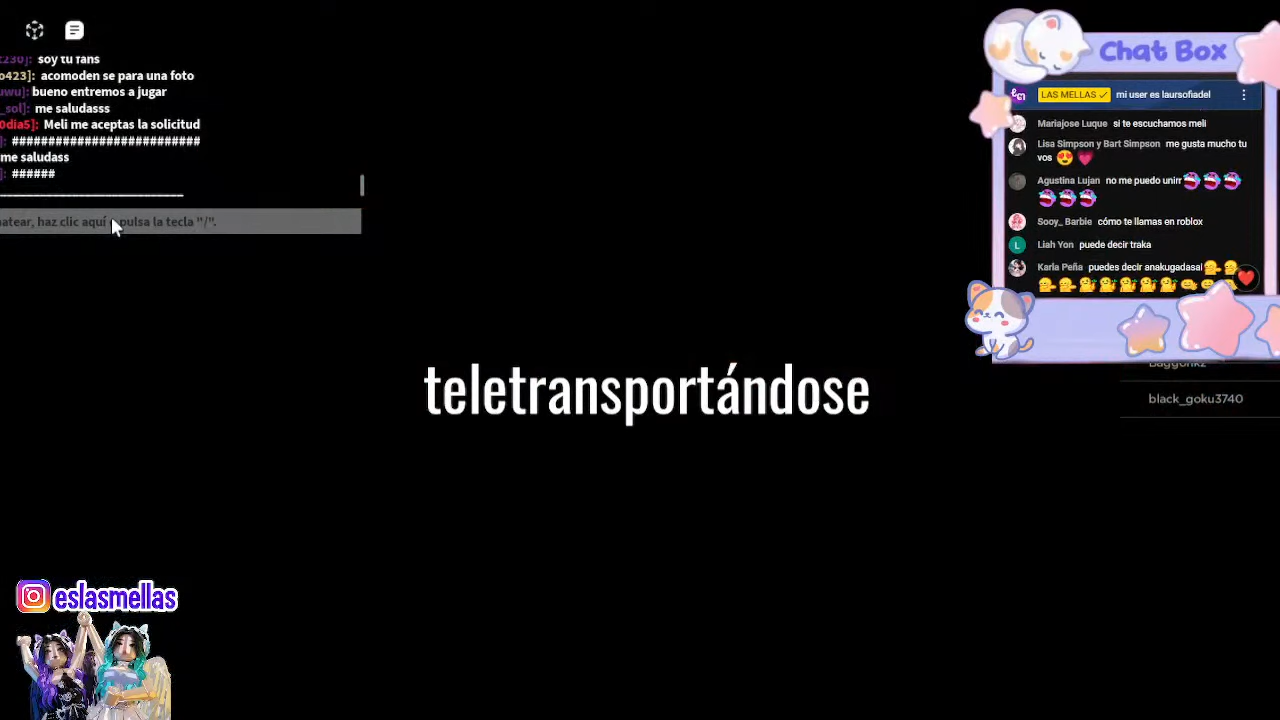 soy tu fans
acomoden se para una foto
bueno entremos a jugar
me saludasss
Meli me aceptas la solicitud
########################
me saludass
######
haz clic aquí o pulsa la tecla "/".
Chat Box
LAS MELLAS mi user es laursofiadel
Mariajose Luque si te escuchamos meli
Lisa Simpson y Bart Simpson me gusta mucho tu
vos
Agustina Lujan no me puedo unirr
Sooy_ Barbie cómo te llamas en roblox
L Liah Yon puede decir traka
Karla Peña puedes decir anakugadasai
black_goku3740
teletransportándose
eslasmellas